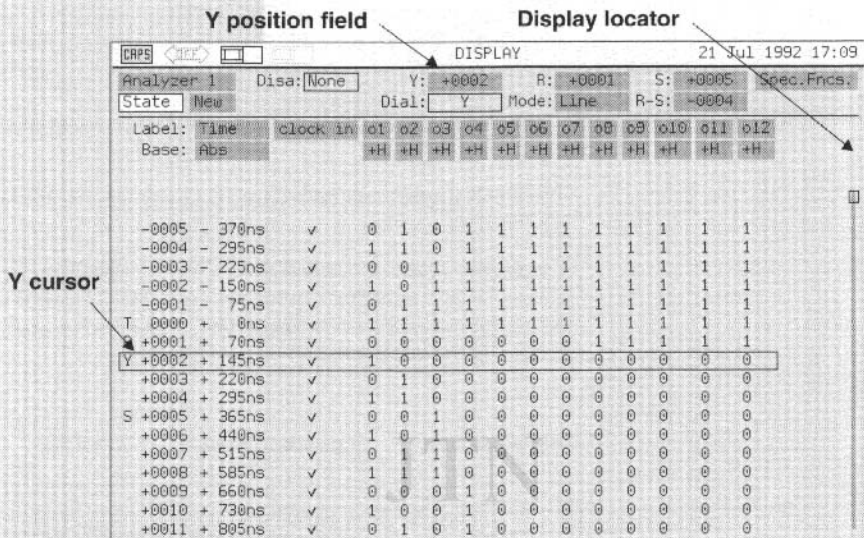 Y position field Display locator
CAPS DISPLAY 21 Jul 1992 17:09
Analyzer 1 Disa: None Y: +0002 R: +0001 S: +0005 Spec.Fncs.
State New Dial: Y Mode: Line R-S: -0004
Label: Time clock in o1 o2 o3 o4 o5 o6 o7 o8 o9 o10 o11 o12
Base: Abs +H +H +H +H +H +H +H +H +H +H +H +H
-0005 - 370ns ✓ 0 1 0 1 1 1 1 1 1 1 1 1
-0004 - 295ns ✓ 1 1 0 1 1 1 1 1 1 1 1 1
-0003 - 225ns ✓ 0 0 1 1 1 1 1 1 1 1 1 1
-0002 - 150ns ✓ 1 0 1 1 1 1 1 1 1 1 1 1
Y cursor
-0001 - 75ns ✓ 0 1 1 1 1 1 1 1 1 1 1 1
T 0000 + 0ns ✓ 1 1 1 1 1 1 1 1 1 1 1 1
+0001 + 70ns ✓ 0 0 0 0 0 0 0 0 1 1 1 1
Y +0002 + 145ns ✓ 1 0 0 0 0 0 0 0 0 0 0 0
+0003 + 220ns ✓ 0 1 0 0 0 0 0 0 0 0 0 0
+0004 + 295ns ✓ 1 1 0 0 0 0 0 0 0 0 0 0
S +0005 + 365ns ✓ 0 0 1 0 0 0 0 0 0 0 0 0
+0006 + 440ns ✓ 1 0 1 0 0 0 0 0 0 0 0 0
+0007 + 515ns ✓ 0 1 1 0 0 0 0 0 0 0 0 0
+0008 + 585ns ✓ 1 1 1 0 0 0 0 0 0 0 0 0
+0009 + 660ns ✓ 0 0 0 1 0 0 0 0 0 0 0 0
+0010 + 730ns ✓ 1 0 0 1 0 0 0 0 0 0 0 0
+0011 + 805ns ✓ 0 1 0 1 0 0 0 0 0 0 0 0
JTN